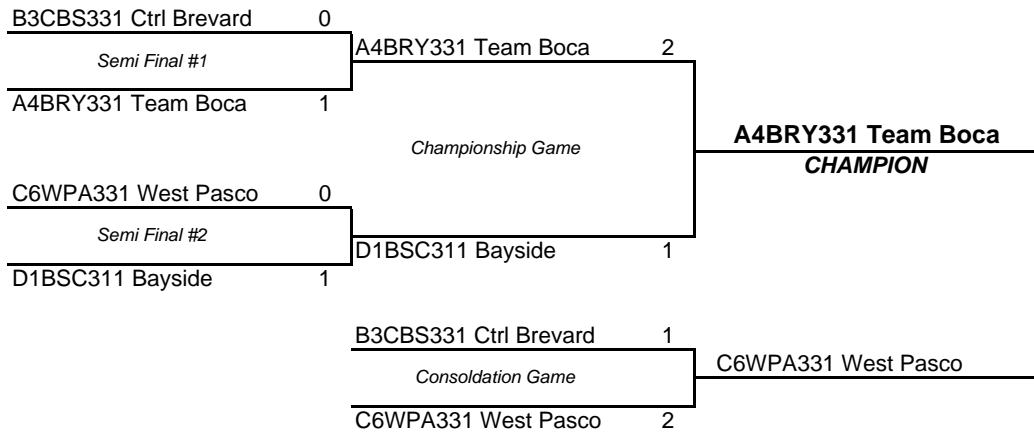 B3CBS331 Ctrl Brevard 0
Semi Final #1
A4BRY331 Team Boca 1
A4BRY331 Team Boca 2
Championship Game
A4BRY331 Team Boca
CHAMPION
C6WPA331 West Pasco 0
Semi Final #2
D1BSC311 Bayside 1
D1BSC311 Bayside 1
B3CBS331 Ctrl Brevard 1
Consoldation Game
C6WPA331 West Pasco 2
C6WPA331 West Pasco